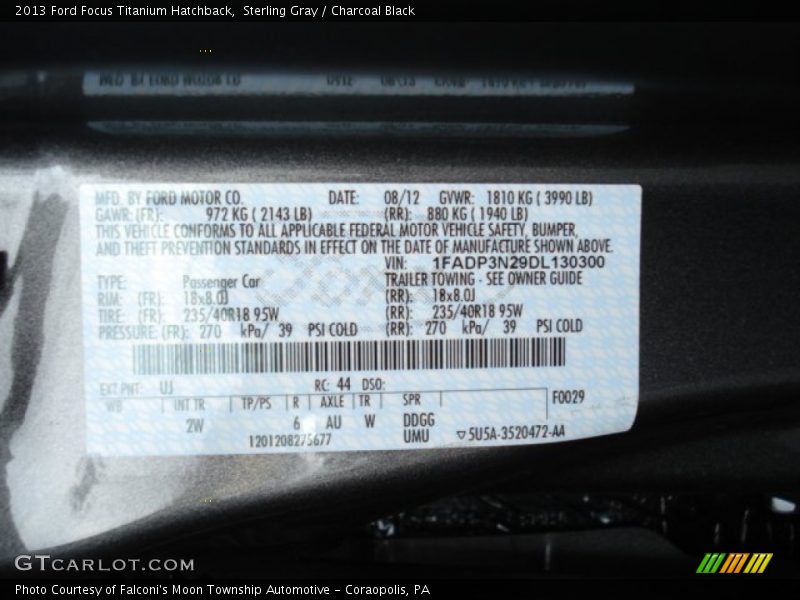 2013 Ford Focus Titanium Hatchback,  Sterling Gray / Charcoal Black
MFD. BY FORD MOTOR CO. DATE: 08/12 GVWR: 1810 KG ( 3990 LB)
GAWR: (FR): 972 KG ( 2143 LB) (RR): 880 KG ( 1940 LB)
THIS VEHICLE CONFORMS TO ALL APPLICABLE FEDERAL MOTOR VEHICLE SAFETY, BUMPER,
AND THEFT PREVENTION STANDARDS IN EFFECT ON THE DATE OF MANUFACTURE SHOWN ABOVE.
VIN: 1FADP3N29DL130300
TYPE: Passenger Car TRAILER TOWING - SEE OWNER GUIDE
RIM: (FR): 18x8.0J (RR): 18x8.0J
TIRE: (FR): 235/40R18 95W (RR): 235/40R18 95W
PRESSURE: (FR): 270 kPa/ 39 PSI COLD (RR): 270 kPa/ 39 PSI COLD
EXT PNT: UJ RC: 44 DSO:
WB INT TR TP/PS R AXLE TR SPR F0029
2W 6 AU W DDGG
1201208275677 UMU ▽5U5A-3520472-AA
GTCARLOT.COM
Photo Courtesy of Falconi's Moon Township Automotive – Coraopolis, PA